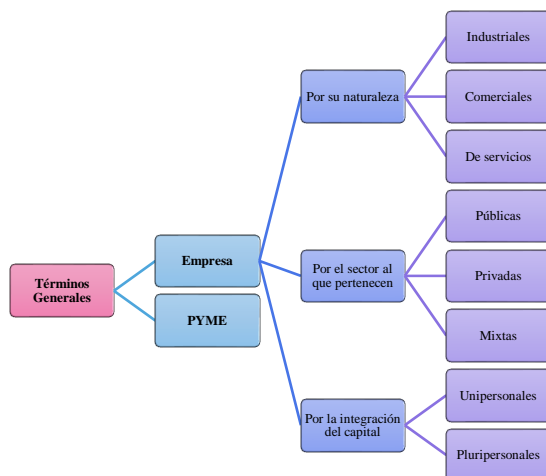 Términos
Generales
Empresa
PYME
Por su naturaleza
Industriales
Comerciales
De servicios
Por el sector al
que pertenecen
Públicas
Privadas
Mixtas
Por la integración
del capital
Unipersonales
Pluripersonales